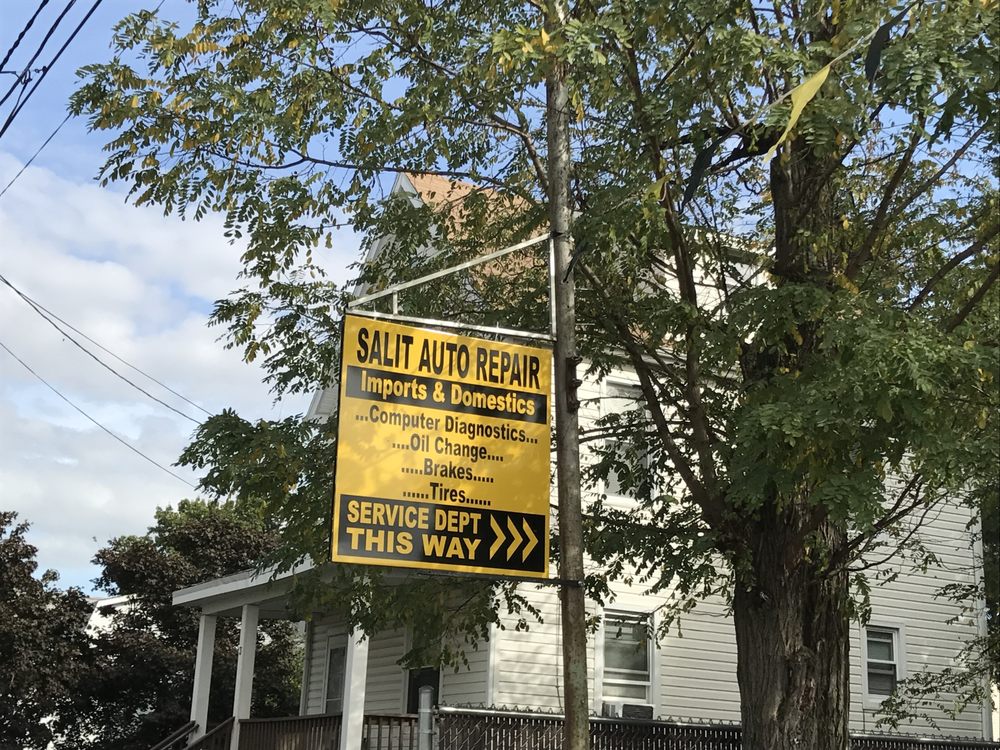 SALIT AUTO REPAIR
Imports & Domestics
...Computer Diagnostics...
....Oil Change....
.....Brakes.....
......Tires......
SERVICE DEPT
THIS WAY